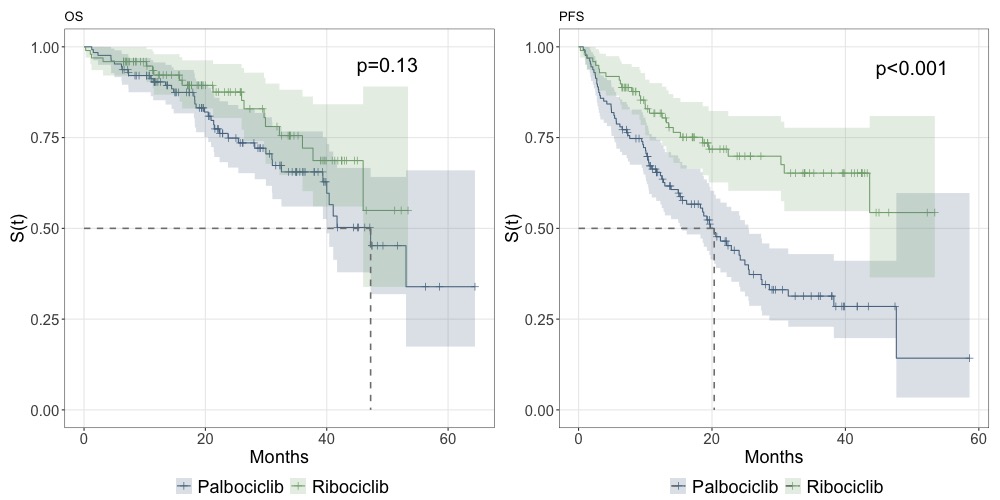 OS
1.00
0.75
0.50
0.25
0.00
S(t)
p=0.13
0 20 40 60
Months
Palbociclib Ribociclib
PFS
1.00
0.75
0.50
0.25
0.00
S(t)
p<0.001
0 20 40 60
Months
Palbociclib Ribociclib